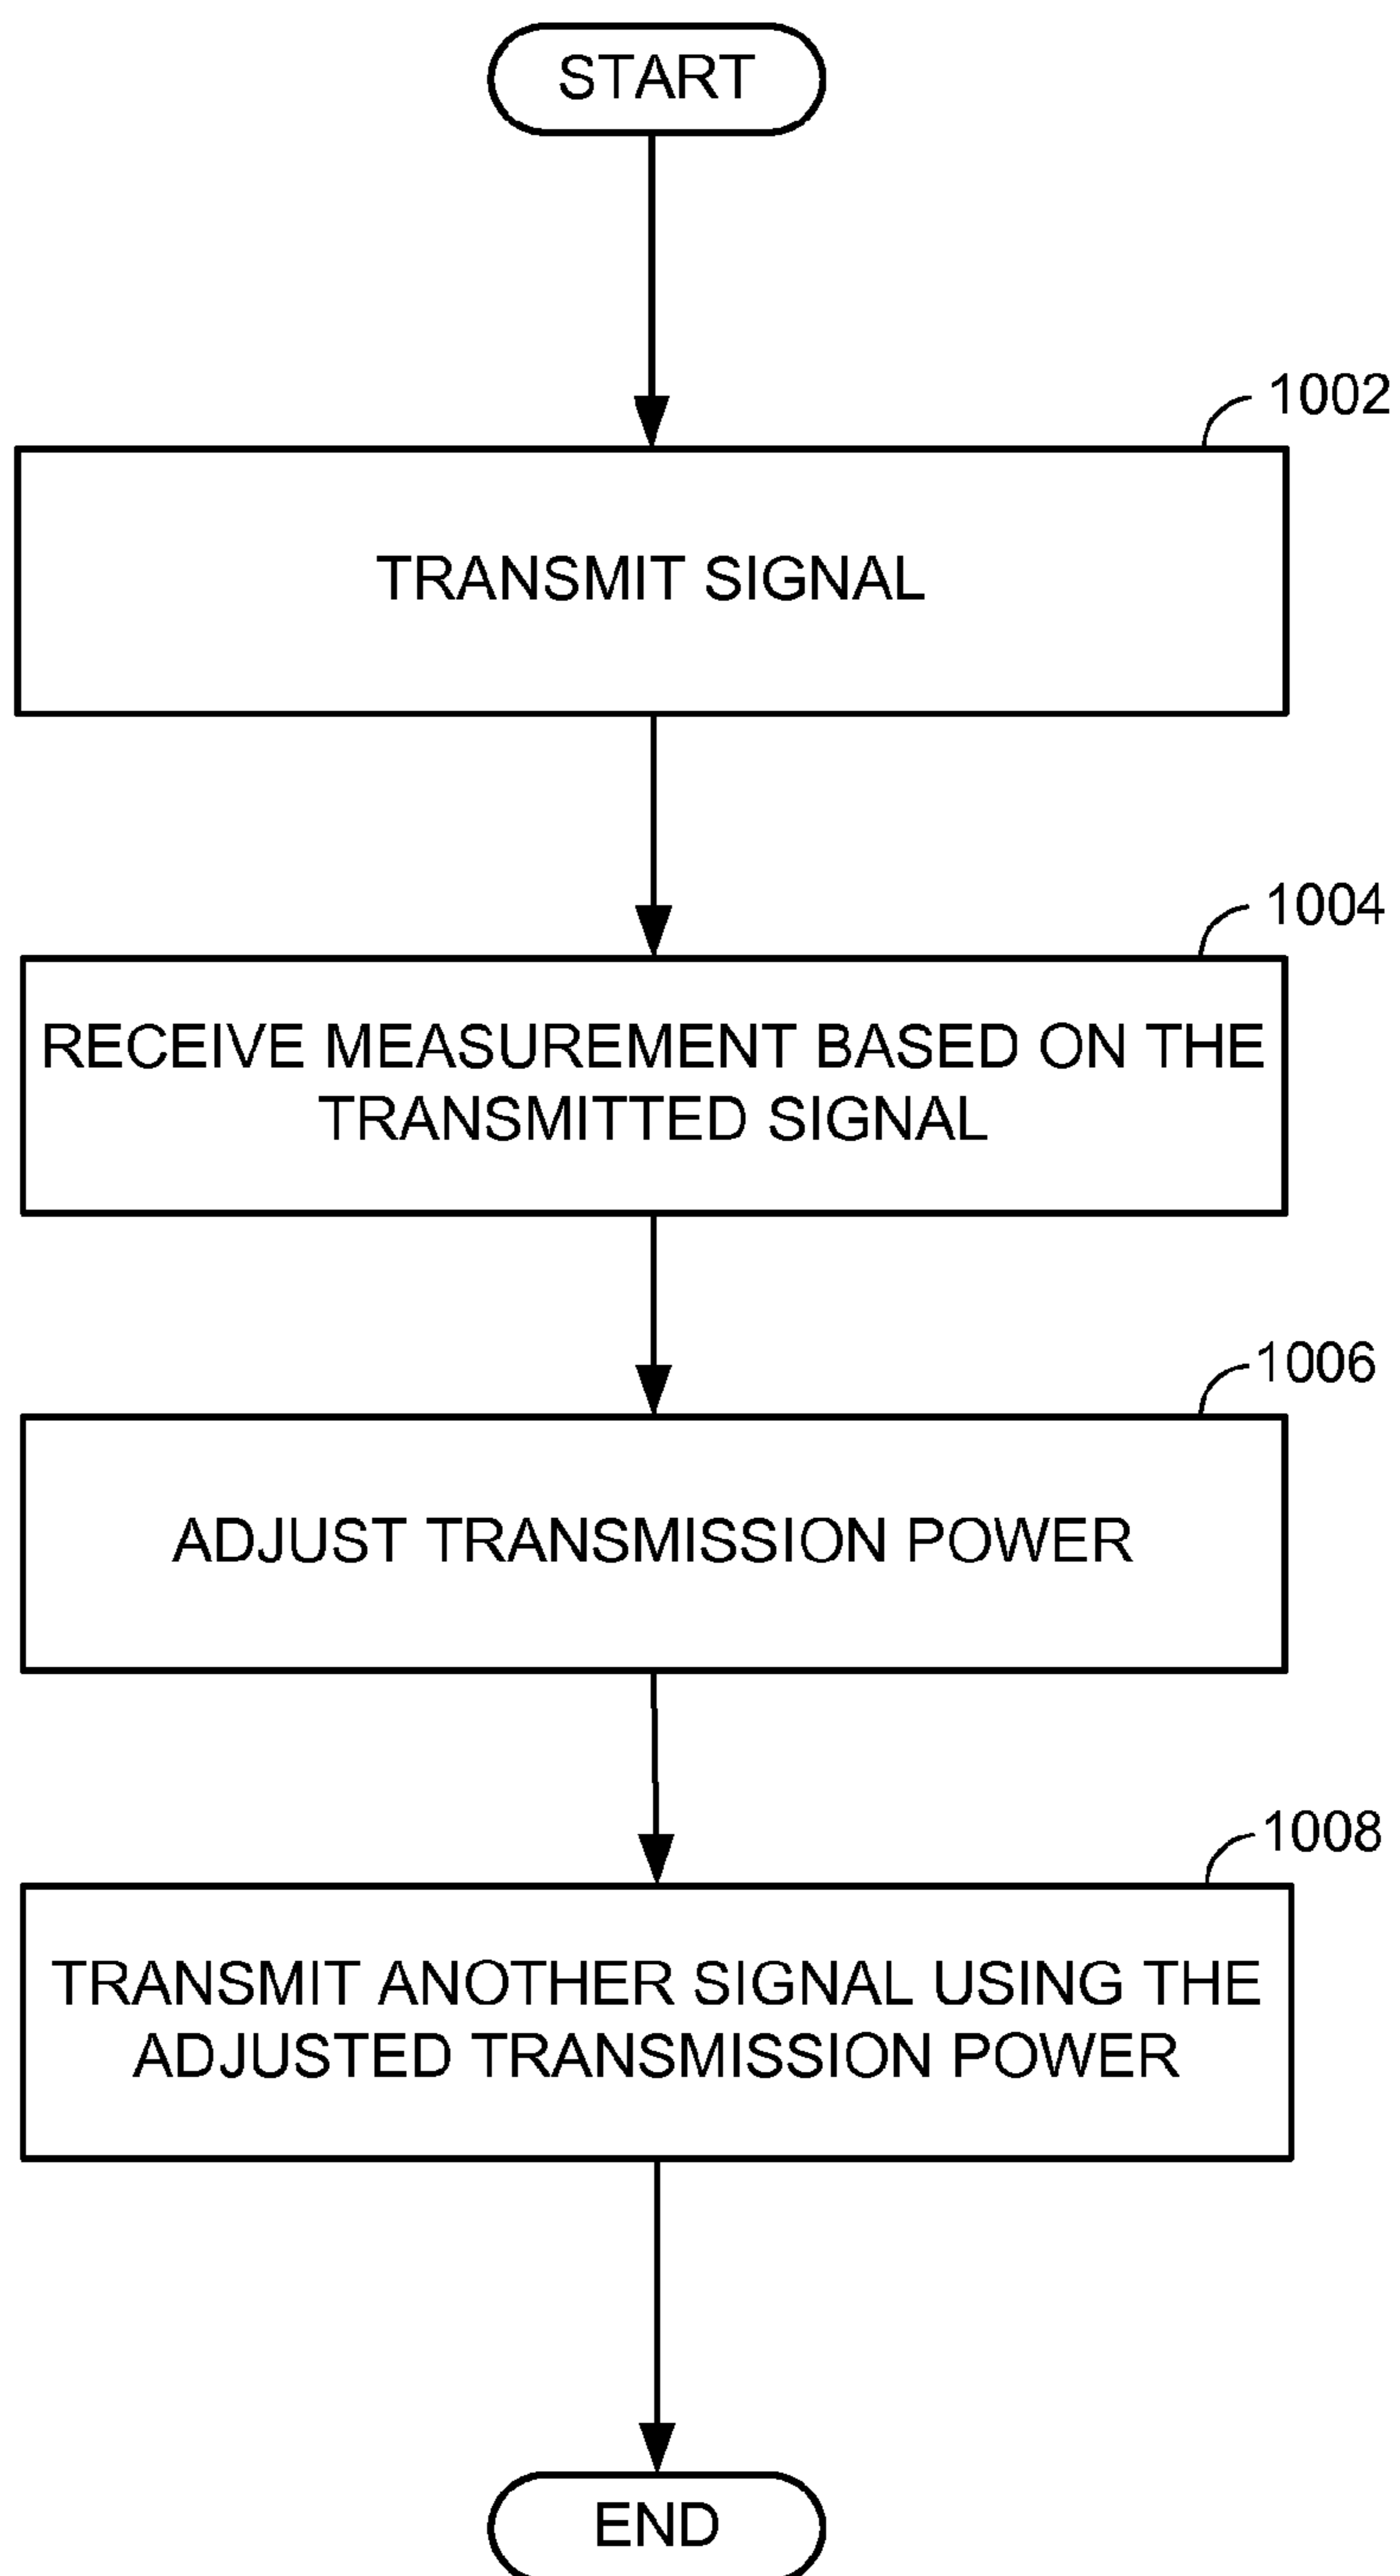 START
1002
TRANSMIT SIGNAL
1004
RECEIVE MEASUREMENT BASED ON THE
TRANSMITTED SIGNAL
1006
ADJUST TRANSMISSION POWER
1008
TRANSMIT ANOTHER SIGNAL USING THE
ADJUSTED TRANSMISSION POWER
END